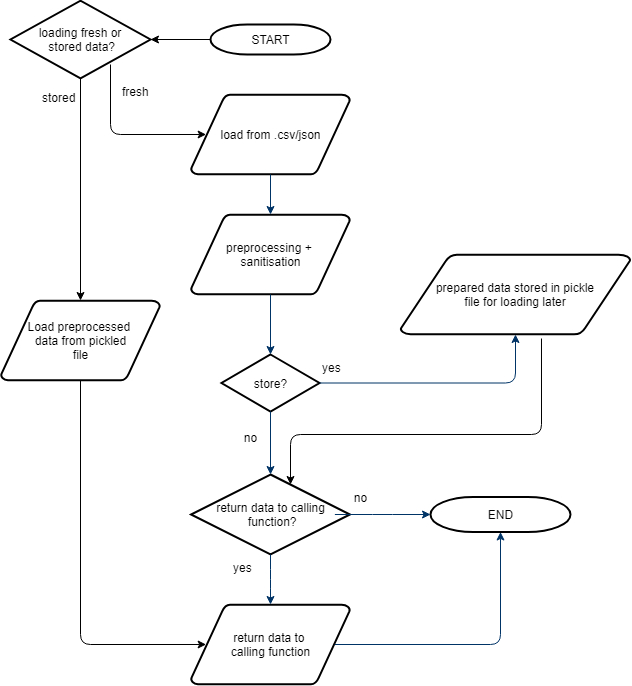 loading fresh or
stored data?
START
stored
fresh
load from .csv/json
preprocessing +
sanitisation
prepared data stored in pickle
file for loading later
Load preprocessed
data from pickled
file
store?
yes
no
return data to calling
function?
no
END
yes
return data to
calling function